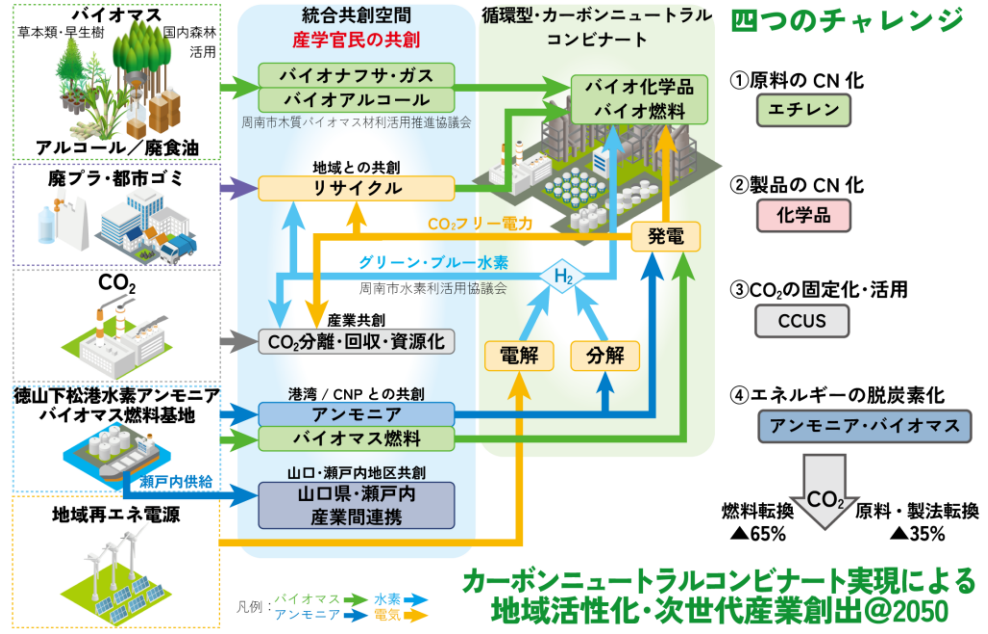 バイオマス
草本類・早生樹
国内森林
活用
アルコール／廃食油
廃プラ・都市ゴミ
CO₂
徳山下松港水素アンモニア
バイオマス燃料基地
瀬戸内供給
地域再エネ電源
統合共創空間
産学官民の共創
バイオナフサ・ガス
バイオアルコール
周南市木質バイオマス材利活用推進協議会
地域との共創
リサイクル
CO₂フリー電力
グリーン・ブルー水素
周南市水素利活用協議会
産業共創
CO₂分離・回収・資源化
港湾 / CNP との共創
アンモニア
バイオマス燃料
山口・瀬戸内地区共創
山口県・瀬戸内
産業間連携
凡例：バイオマス 水素
アンモニア 電気
循環型・カーボンニュートラル
コンビナート
バイオ化学品
バイオ燃料
発電
H₂
電解
分解
四つのチャレンジ
①原料の CN 化
エチレン
②製品の CN 化
化学品
③CO₂の固定化・活用
CCUS
④エネルギーの脱炭素化
アンモニア・バイオマス
CO₂
燃料転換
▲65%
原料・製法転換
▲35%
カーボンニュートラルコンビナート実現による
地域活性化・次世代産業創出@2050